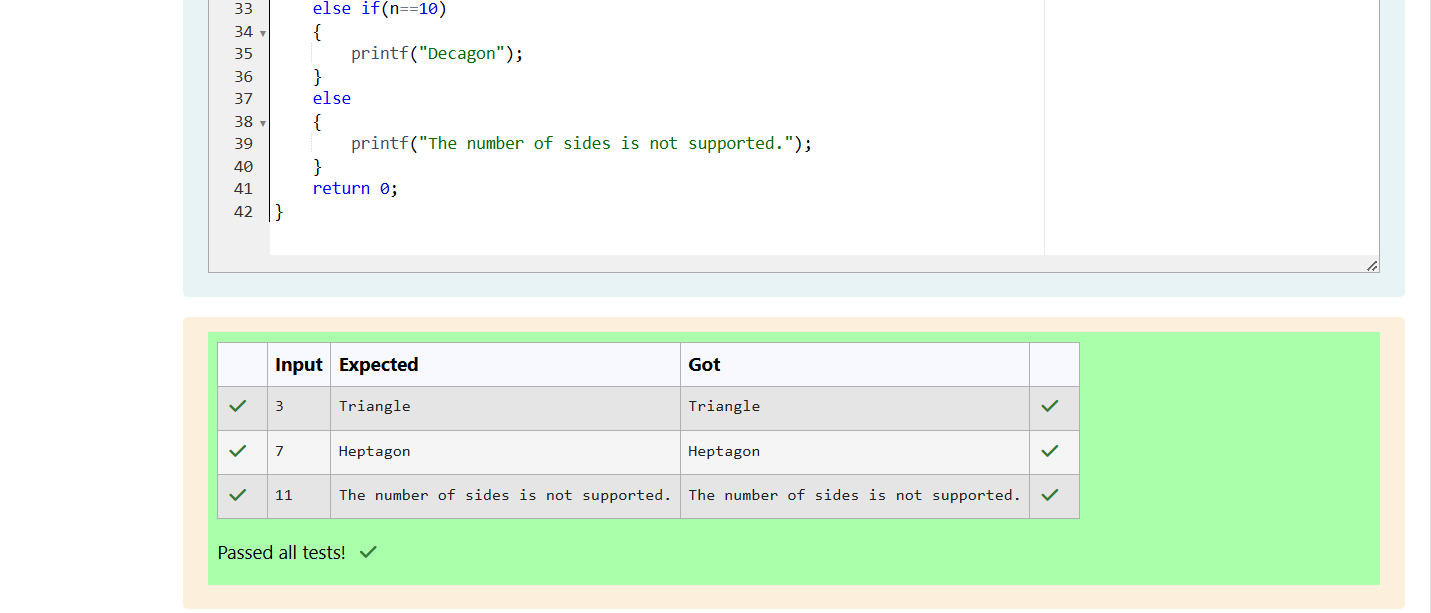 33 else if(n==10)
34 {
35 printf("Decagon");
36 }
37 else
38 {
39 printf("The number of sides is not supported.");
40 }
41 return 0;
42 }
Input Expected Got
3 Triangle Triangle
7 Heptagon Heptagon
11 The number of sides is not supported. The number of sides is not supported.
Passed all tests!